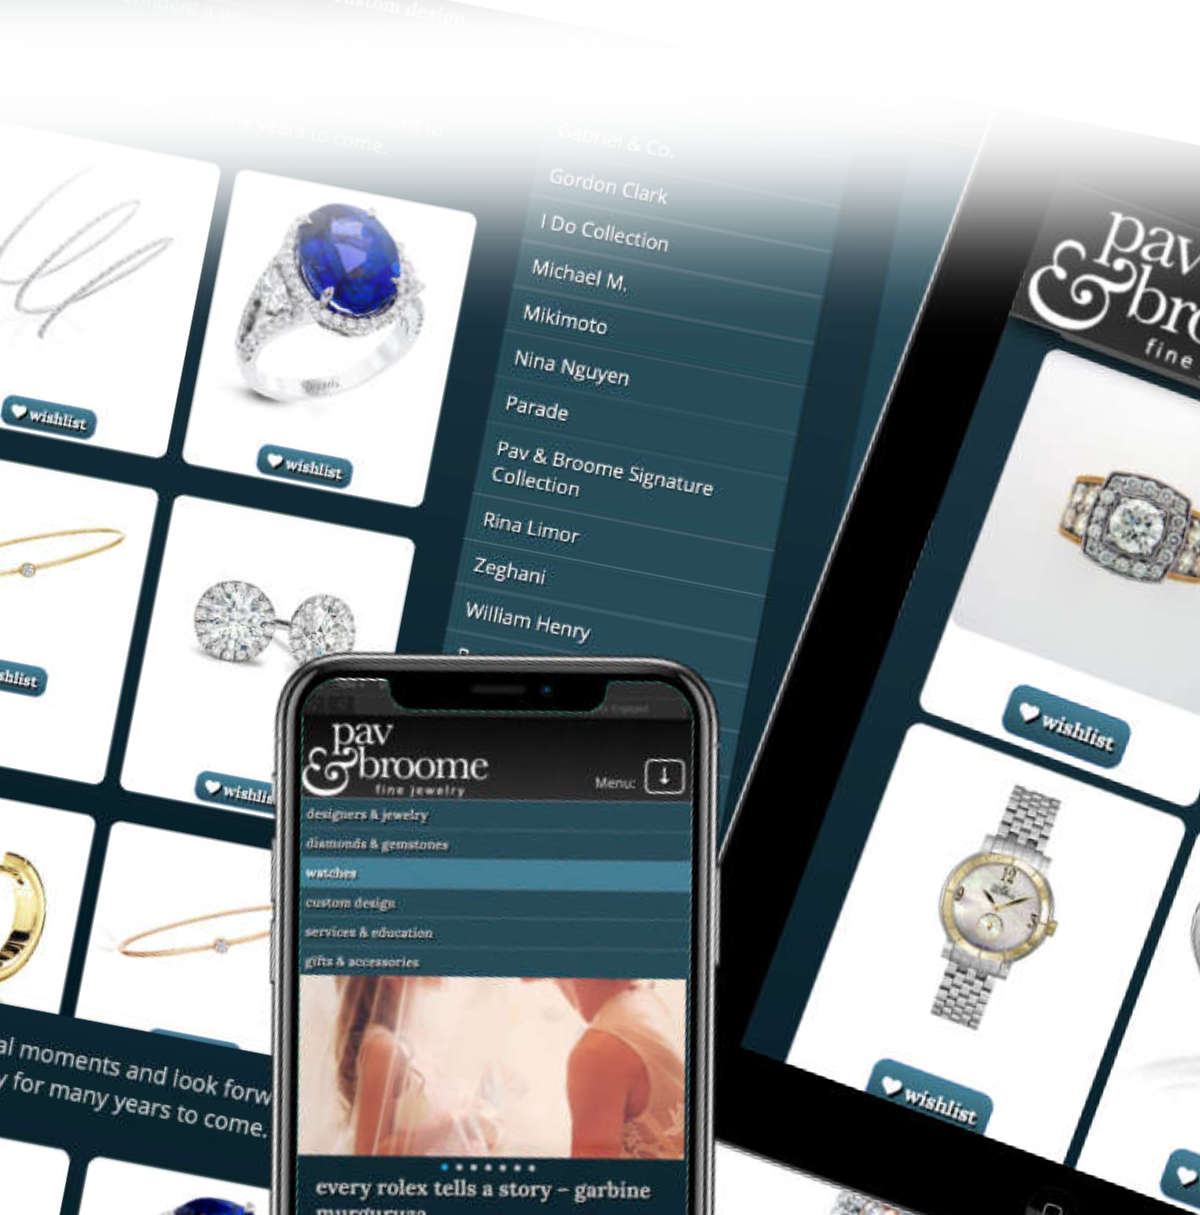 custom design
years to come.
Gabriel & Co.
Gordon Clark
I Do Collection
Michael M.
Mikimoto
Nina Nguyen
Parade
Pav & Broome Signature
Collection
Rina Limor
Zeghani
William Henry
wishlist
wishlist
shlist
wishlis
al moments and look forw
y for many years to come.
pav
& broome
fine jewelry
Menu:
designers & jewelry
diamonds & gemstones
watches
custom design
services & education
gifts & accessories
every rolex tells a story – garbine
muguruza
pav
& bro
fine
wishlist
wishlist